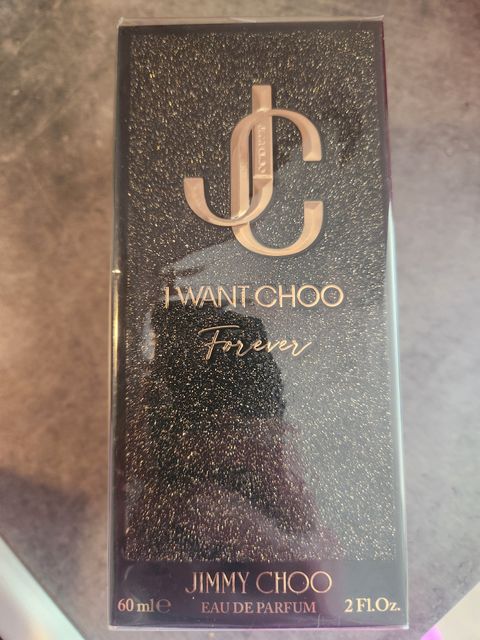 JC
I WANT CHOO
Forever
JIMMY CHOO
60 ml e EAU DE PARFUM 2 Fl.Oz.